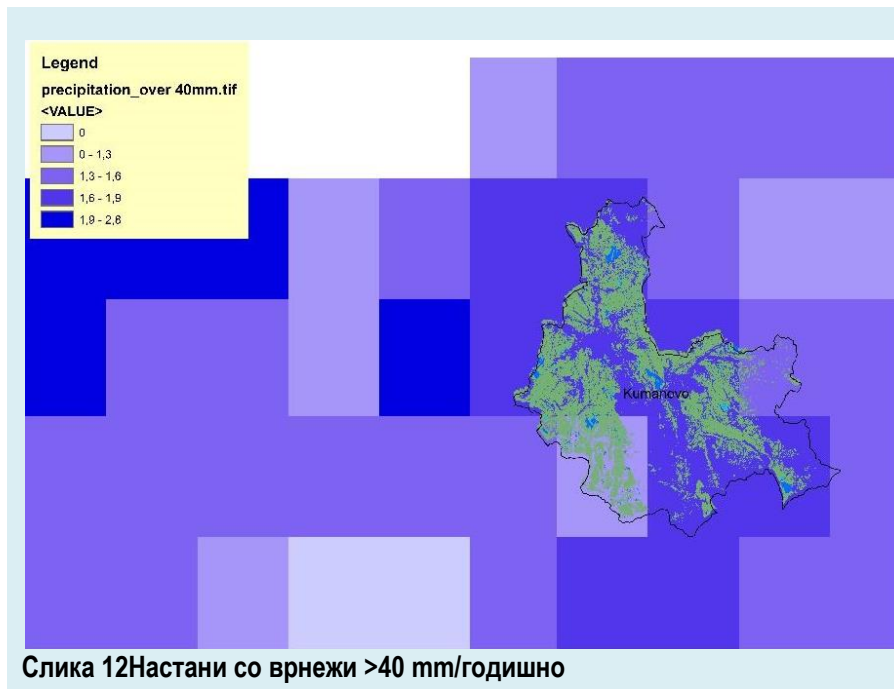 Legend
precipitation_over 40mm.tif
<VALUE>
0
0 - 1,3
1,3 - 1,6
1,6 - 1,9
1,9 - 2,8
Kumanovo
Слика 12Настани со врнежи >40 mm/годишно